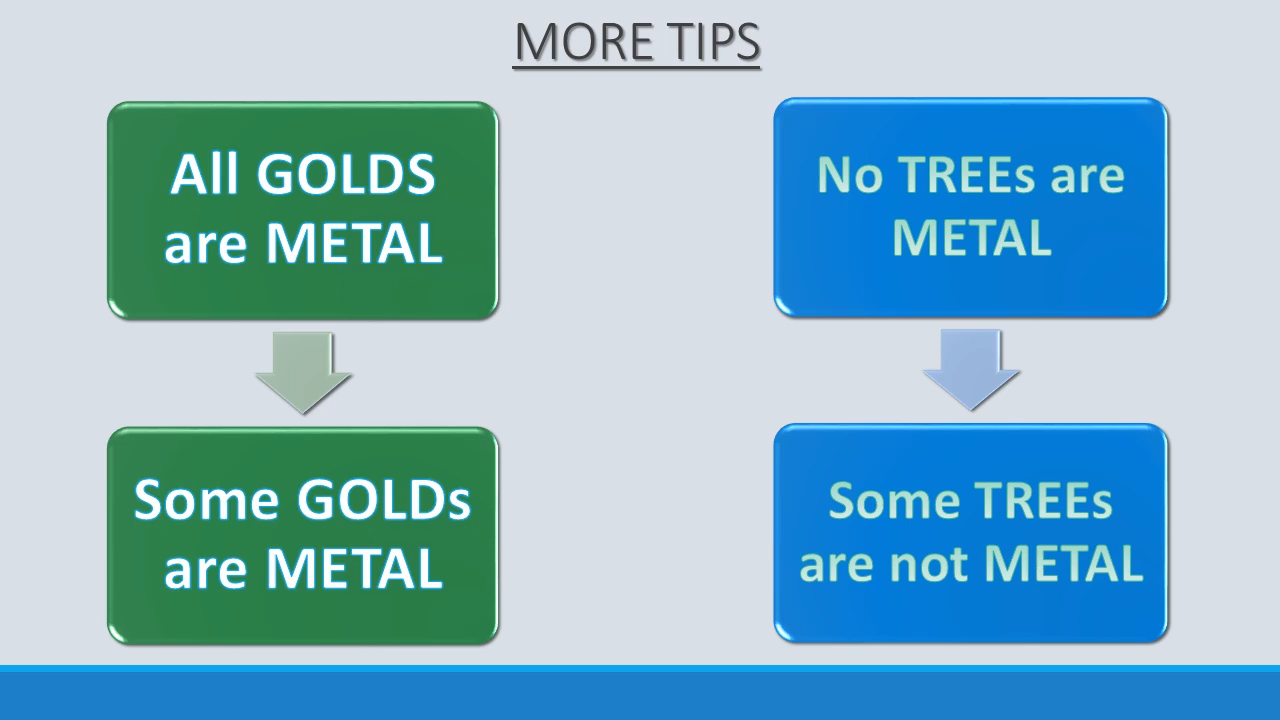 MORE TIPS
All GOLDS
are METAL
Some GOLDs
are METAL
No TREEs are
METAL
Some TREEs
are not METAL